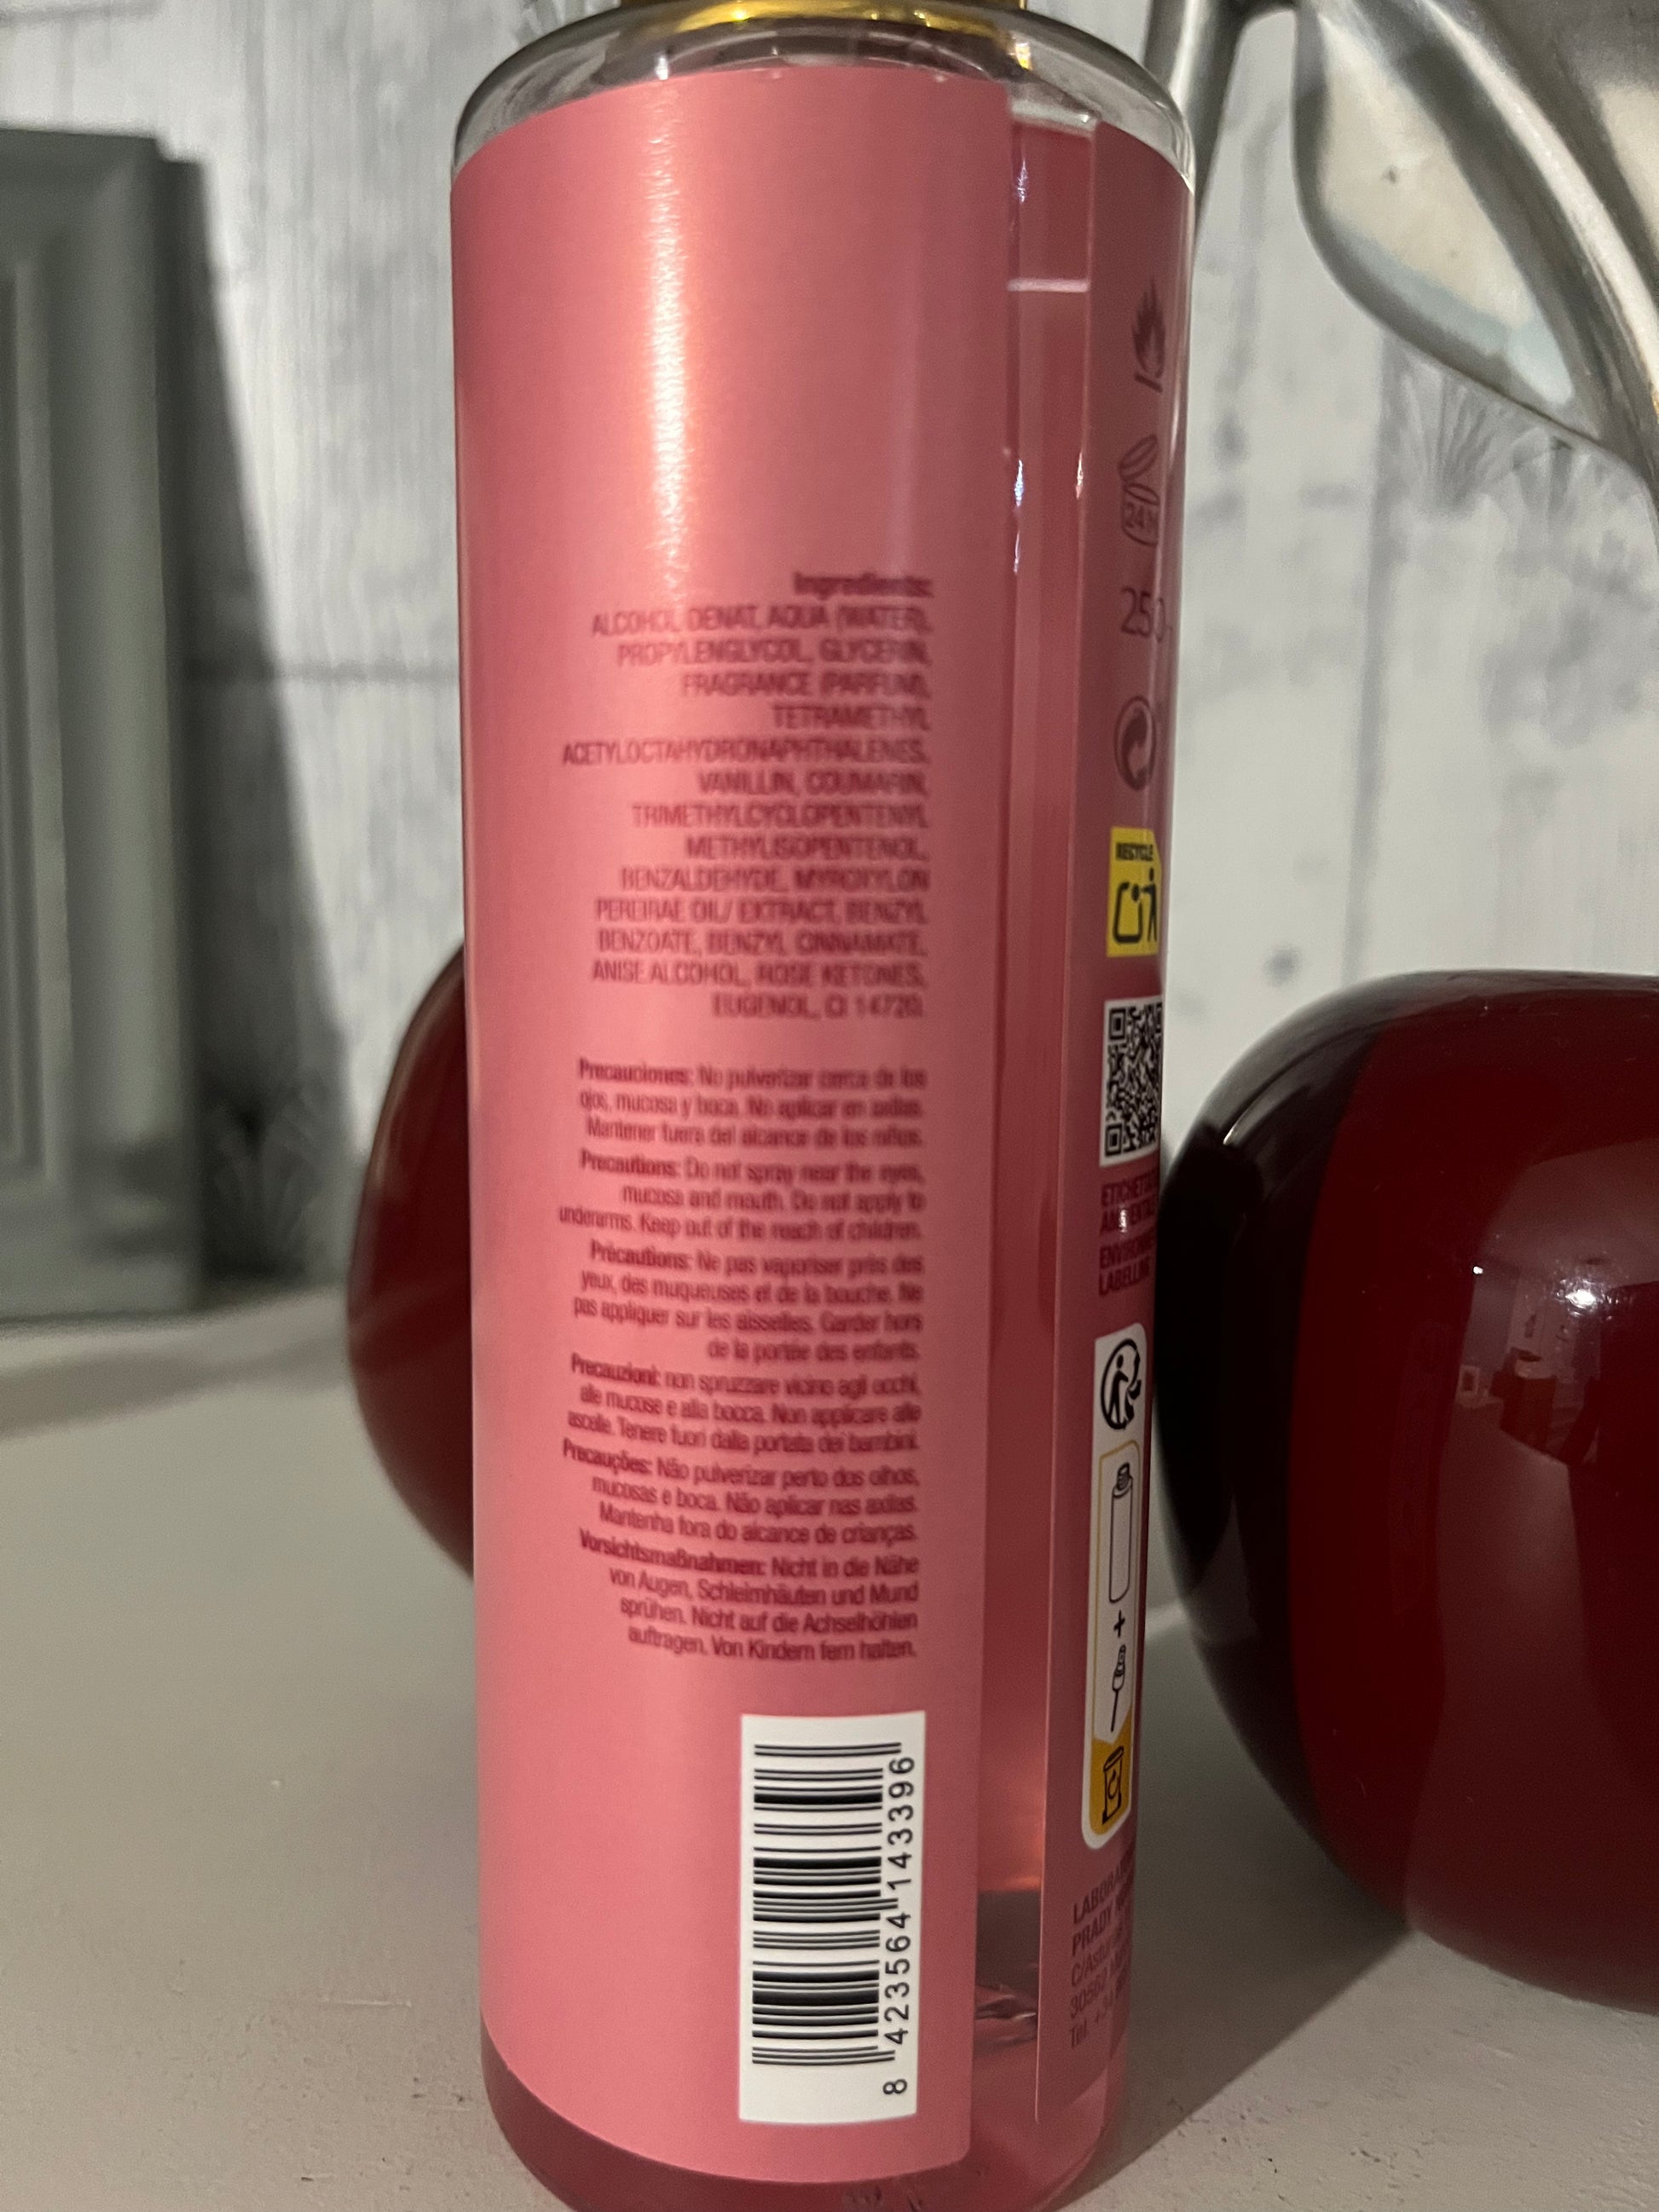 Ingredients:
ALCOHOL DENAT, AQUA (WATER),
PROPYLENGLYCOL, GLYCERIN,
FRAGRANCE (PARFUM),
TETRAMETHYL
ACETYLOCTAHYDRONAPHTHALENES,
VANILLIN, COUMARIN,
TRIMETHYLCYCLOPENTENYL
METHYLISOPENTENOL,
BENZALDEHYDE, MYROXYLON
PEREIRAE OIL/ EXTRACT, BENZYL
BENZOATE, BENZYL CINNAMATE,
ANISE ALCOHOL, ROSE KETONES,
EUGENOL, CI 14720.
Precauciones: No pulverizar cerca de los
ojos, mucosa y boca. No aplicar en axilas.
Mantener fuera del alcance de los niños.
Precautions: Do not spray near the eyes,
mucosa and mouth. Do not apply to
underarms. Keep out of the reach of children.
Précautions: Ne pas vaporiser près des
yeux, des muqueuses et de la bouche. Ne
pas appliquer sur les aisselles. Garder hors
de la portée des enfants.
Precauzioni: non spruzzare vicino agli occhi,
alle mucose e alla bocca. Non applicare alle
ascelle. Tenere fuori dalla portata dei bambini.
Precauções: Não pulverizar perto dos olhos,
mucosas e boca. Não aplicar nas axilas.
Mantenha fora do alcance de crianças.
Vorsichtsmaßnahmen: Nicht in die Nähe
von Augen, Schleimhäuten und Mund
sprühen. Nicht auf die Achselhöhlen
auftragen. Von Kindern fern halten.
8 423564 143396
24M
250
RECYCLE
LABELLING
PRADY
Tel.